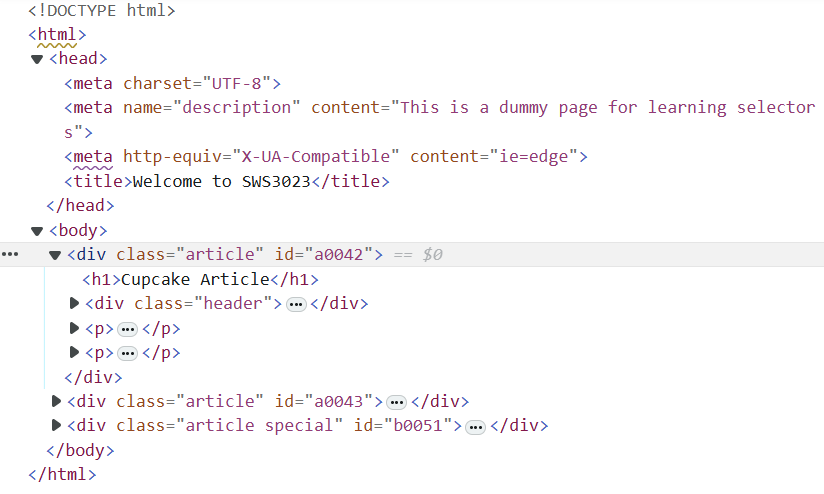 <!DOCTYPE html>
<html>
<head>
<meta charset="UTF-8">
<meta name="description" content="This is a dummy page for learning selector
s">
<meta http-equiv="X-UA-Compatible" content="ie=edge">
<title>Welcome to SWS3023</title>
</head>
<body>
••• <div class="article" id="a0042"> == $0
<h1>Cupcake Article</h1>
<div class="header"> ••• </div>
<p> ••• </p>
<p> ••• </p>
</div>
<div class="article" id="a0043"> ••• </div>
<div class="article special" id="b0051"> ••• </div>
</body>
</html>